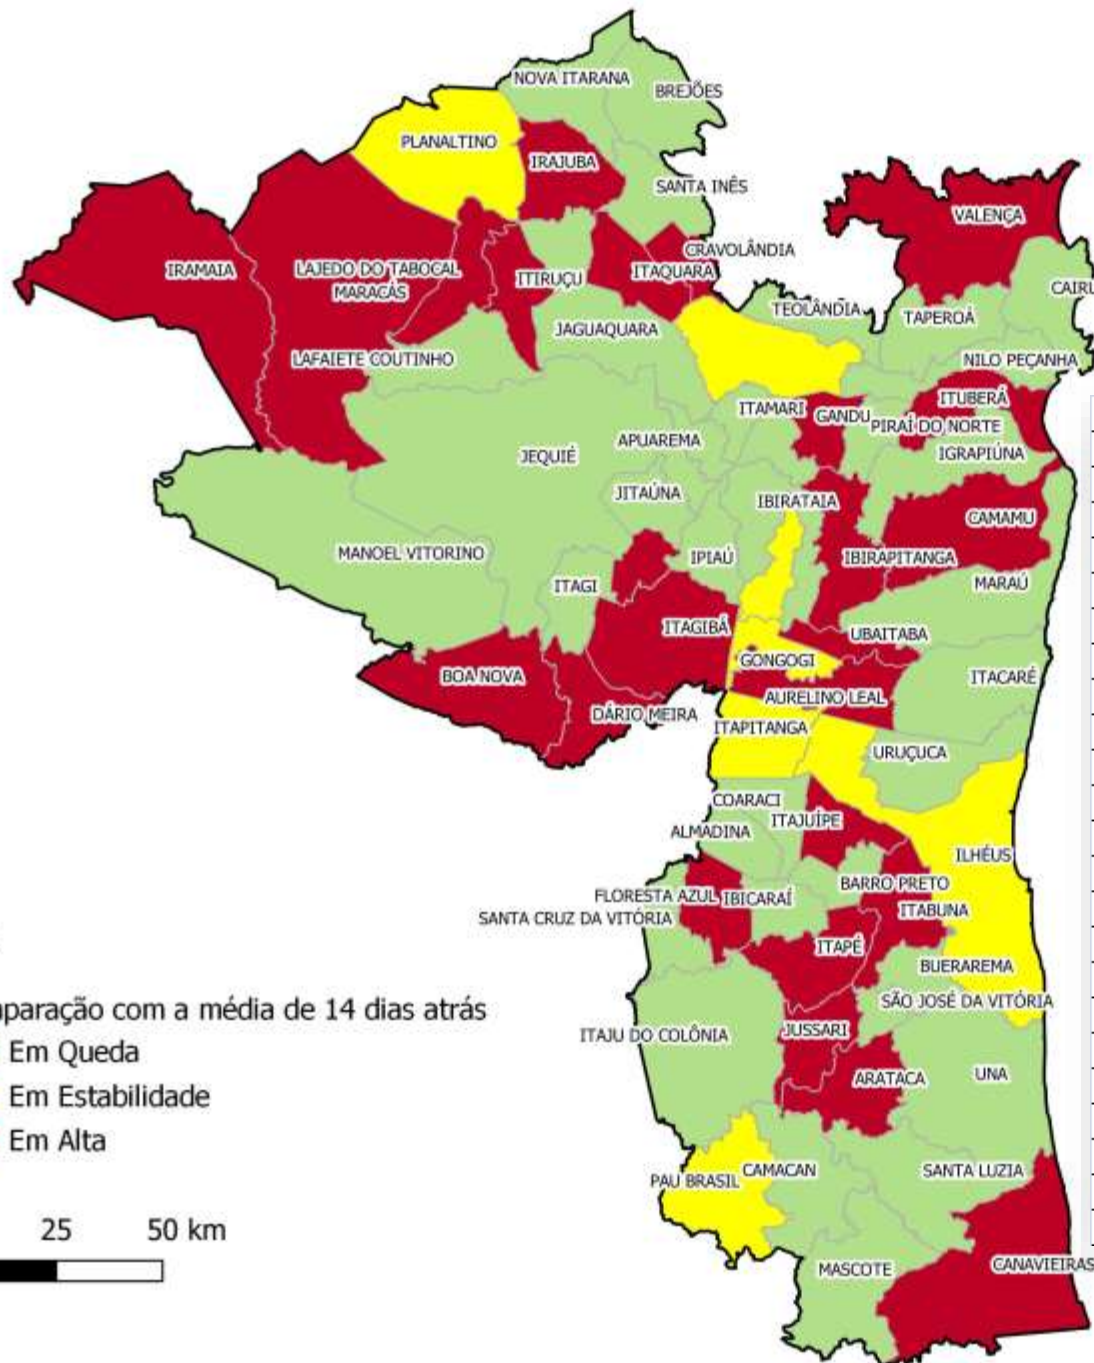 NOVA ITARANA
BREJÕES
PLANALTINO
IRAJUBA
SANTA INÊS
VALENÇA
CRAVOLÂNDIA
IRAMAIA
LAJEDO DO TABOCAL
ITIRUÇU
ITAQUARA
MARACÁS
CAIRU
TEOLÂNDIA
TAPEROÁ
JAGUAQUARA
LAFAIETE COUTINHO
NILO PEÇANHA
ITUBERÁ
ITAMARI
GANDU
PIRAÍ DO NORTE
APUAREMA
IGRAPIÚNA
JEQUIÉ
JITAÚNA
IBIRATAIA
CAMAMU
MANOEL VITORINO
IPIAÚ
IBIRAPITANGA
ITAGI
MARAÚ
ITAGIBÁ
UBAITABA
GONGOGI
BOA NOVA
ITACARÉ
AURELINO LEAL
DÁRIO MEIRA
ITAPITANGA
URUÇUCA
COARACI
ITAJUÍPE
ALMADINA
ILHÉUS
BARRO PRETO
FLORESTA AZUL
IBICARAÍ
ITABUNA
SANTA CRUZ DA VITÓRIA
ITAPÉ
BUERAREMA
SÃO JOSÉ DA VITÓRIA
ITAJU DO COLÔNIA
JUSSARI
ARATACA
UNA
CAMACAN
SANTA LUZIA
PAU BRASIL
MASCOTE
CANAVIEIRAS
paração com a média de 14 dias atrás
Em Queda
Em Estabilidade
Em Alta
25 50 km